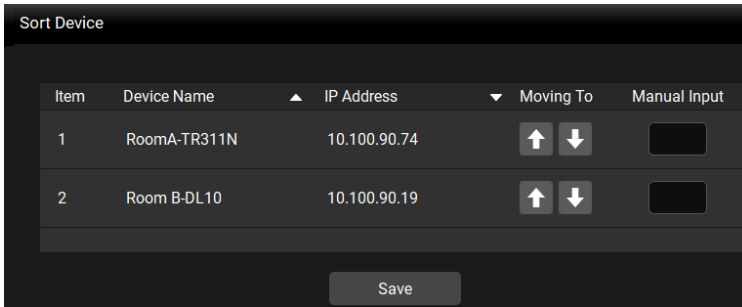 Sort Device
Item Device Name IP Address Moving To Manual Input
1 RoomA-TR311N 10.100.90.74
2 Room B-DL10 10.100.90.19
Save